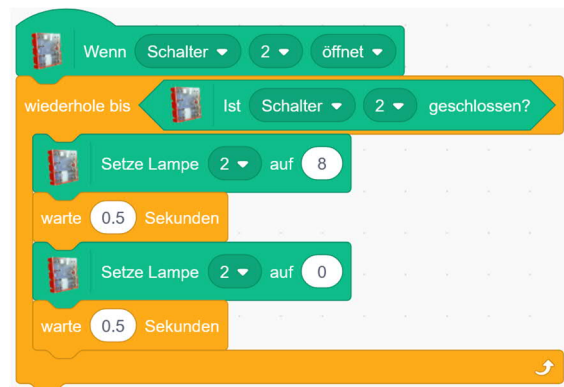 Wenn Schalter 2 öffnet
wiederhole bis Ist Schalter 2 geschlossen?
Setze Lampe 2 auf 8
warte 0.5 Sekunden
Setze Lampe 2 auf 0
warte 0.5 Sekunden